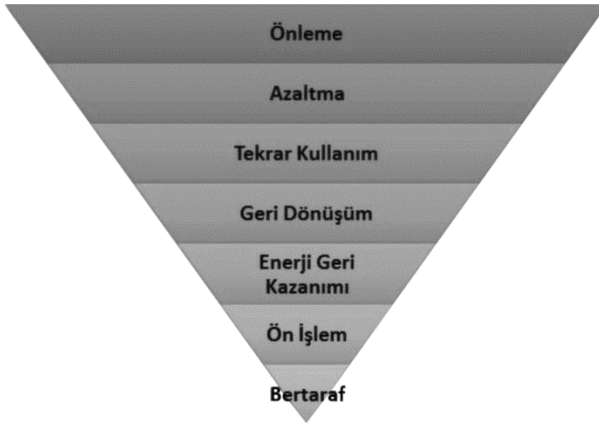 Önleme
Azaltma
Tekrar Kullanım
Geri Dönüşüm
Enerji Geri
Kazanımı
Ön İşlem
Bertaraf